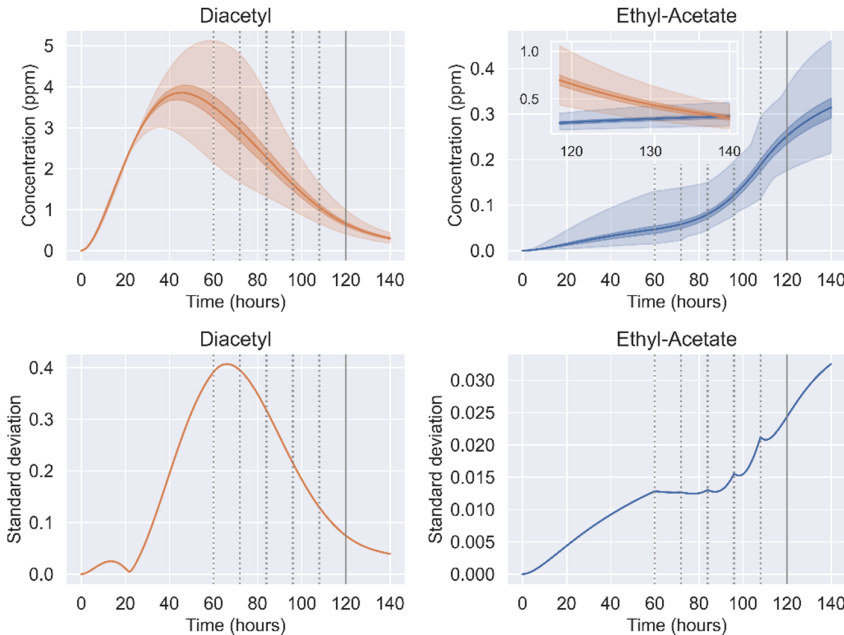 Diacetyl
Concentration (ppm)
5
4
3
2
1
0
0 20 40 60 80 100 120 140
Time (hours)
Ethyl-Acetate
Concentration (ppm)
0.4
0.3
0.2
0.1
0.0
1.0
0.5
120 130 140
0 20 40 60 80 100 120 140
Time (hours)
Diacetyl
Standard deviation
0.4
0.3
0.2
0.1
0.0
0 20 40 60 80 100 120 140
Time (hours)
Ethyl-Acetate
Standard deviation
0.030
0.025
0.020
0.015
0.010
0.005
0.000
0 20 40 60 80 100 120 140
Time (hours)